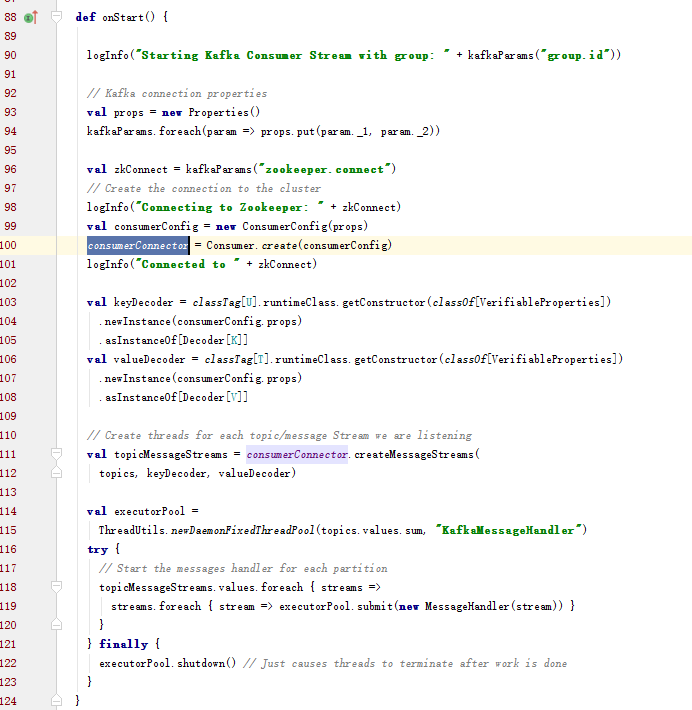 88 def onStart() {
89
90 logInfo("Starting Kafka Consumer Stream with group: " + kafkaParams("group.id"))
91
92 // Kafka connection properties
93 val props = new Properties()
94 kafkaParams.foreach(param => props.put(param._1, param._2))
95
96 val zkConnect = kafkaParams("zookeeper.connect")
97 // Create the connection to the cluster
98 logInfo("Connecting to Zookeeper: " + zkConnect)
99 val consumerConfig = new ConsumerConfig(props)
100 consumerConnector = Consumer.create(consumerConfig)
101 logInfo("Connected to " + zkConnect)
102
103 val keyDecoder = classTag[U].runtimeClass.getConstructor(classOf[VerifiableProperties])
104 .newInstance(consumerConfig.props)
105 .asInstanceOf[Decoder[K]]
106 val valueDecoder = classTag[T].runtimeClass.getConstructor(classOf[VerifiableProperties])
107 .newInstance(consumerConfig.props)
108 .asInstanceOf[Decoder[V]]
109
110 // Create threads for each topic/message Stream we are listening
111 val topicMessageStreams = consumerConnector.createMessageStreams(
112 topics, keyDecoder, valueDecoder)
113
114 val executorPool =
115 ThreadUtils.newDaemonFixedThreadPool(topics.values.sum, "KafkaMessageHandler")
116 try {
117 // Start the messages handler for each partition
118 topicMessageStreams.values.foreach { streams =>
119 streams.foreach { stream => executorPool.submit(new MessageHandler(stream)) }
120 }
121 } finally {
122 executorPool.shutdown() // Just causes threads to terminate after work is done
123 }
124 }